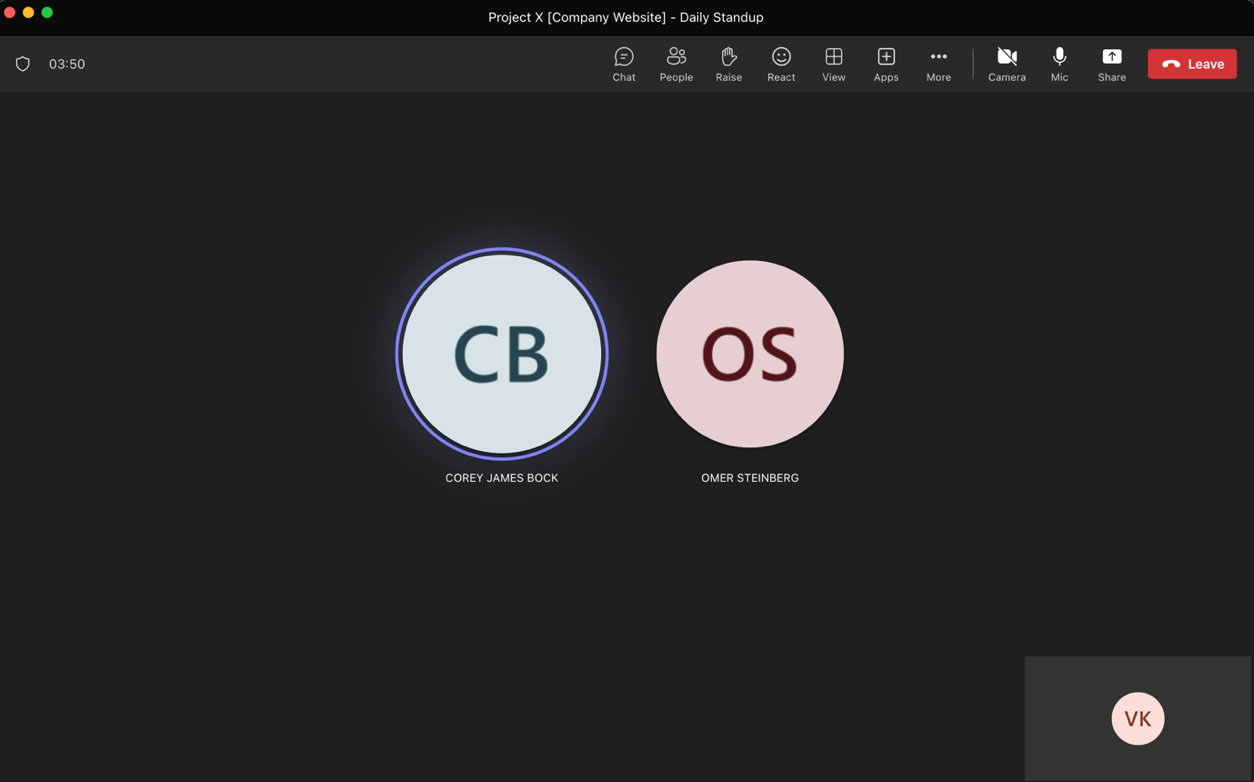 Project X [Company Website] - Daily Standup
03:50
Chat People Raise React View Apps More Camera Mic Share Leave
CB OS
COREY JAMES BOCK OMER STEINBERG
VK